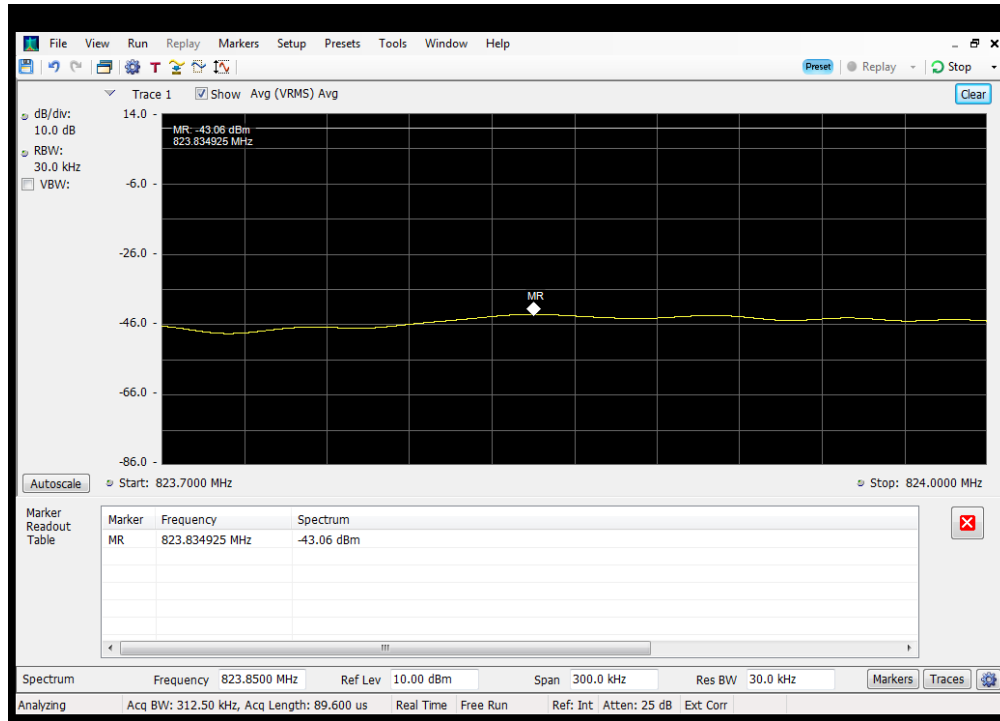 File View Run Replay Markers Setup Presets Tools Window Help
T Preset Replay Stop
Trace 1 Show Avg (VRMS) Avg Clear
dB/div:
10.0 dB
RBW:
30.0 kHz
VBW:
14.0
-6.0
-26.0
-46.0
-66.0
-86.0
MR: -43.06 dBm
823.834925 MHz
MR
Autoscale Start: 823.7000 MHz Stop: 824.0000 MHz
Marker
Readout
Table
Marker Frequency Spectrum
MR 823.834925 MHz -43.06 dBm
Spectrum Frequency 823.8500 MHz Ref Lev 10.00 dBm Span 300.0 kHz Res BW 30.0 kHz Markers Traces
Analyzing Acq BW: 312.50 kHz, Acq Length: 89.600 us Real Time Free Run Ref: Int Atten: 25 dB Ext Corr